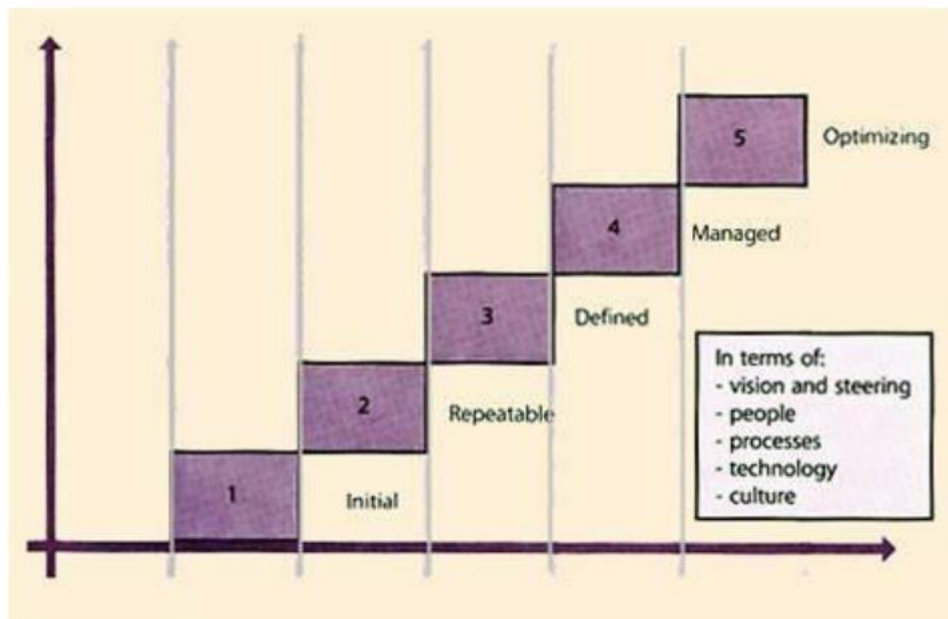 5
Optimizing
4
Managed
3
Defined
2
Repeatable
1
Initial
In terms of:
- vision and steering
- people
- processes
- technology
- culture